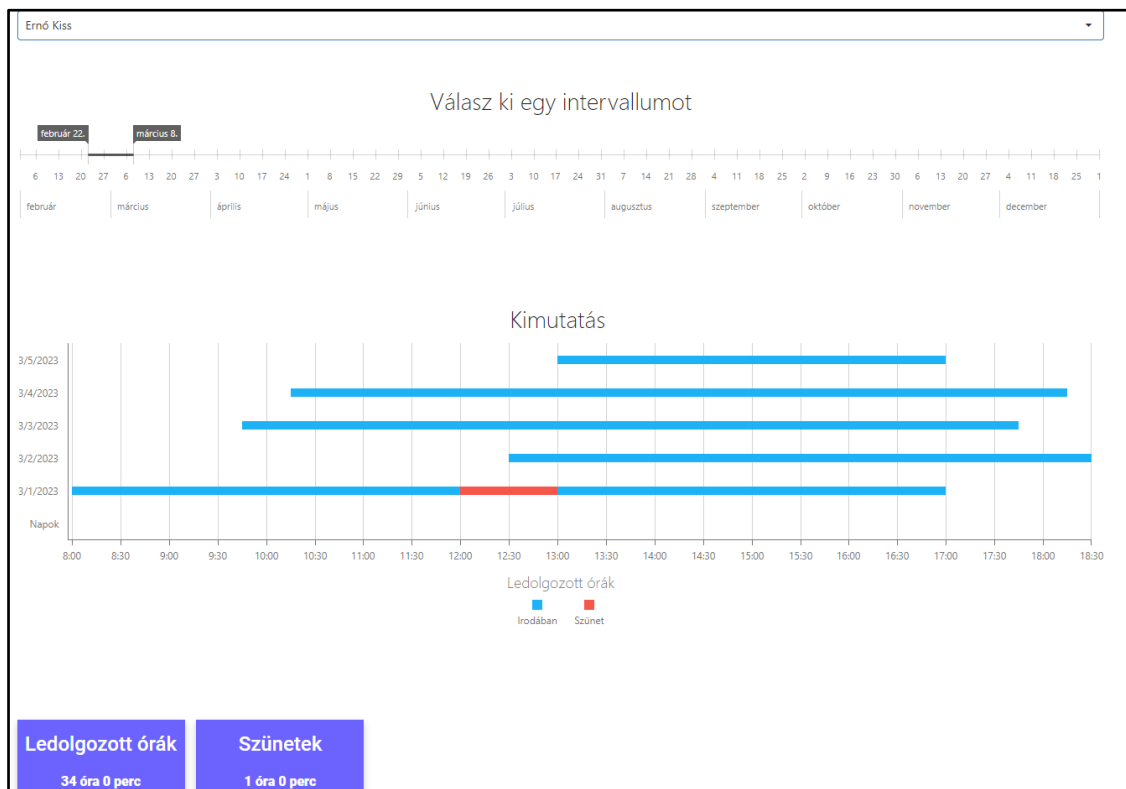 Ernő Kiss
Válasz ki egy intervallumot
február 22. március 8.
6 13 20 27 6 13 20 27 3 10 17 24 1 8 15 22 29 5 12 19 26 3 10 17 24 31 7 14 21 28 4 11 18 25 2 9 16 23 30 6 13 20 27 4 11 18 25 1
február március április május június július augusztus szeptember október november december
Kimutatás
3/5/2023
3/4/2023
3/3/2023
3/2/2023
3/1/2023
Napok
8:00 8:30 9:00 9:30 10:00 10:30 11:00 11:30 12:00 12:30 13:00 13:30 14:00 14:30 15:00 15:30 16:00 16:30 17:00 17:30 18:00 18:30
Ledolgozott órák
Irodában Szünet
Ledolgozott órák Szünetek
34 óra 0 perc 1 óra 0 perc